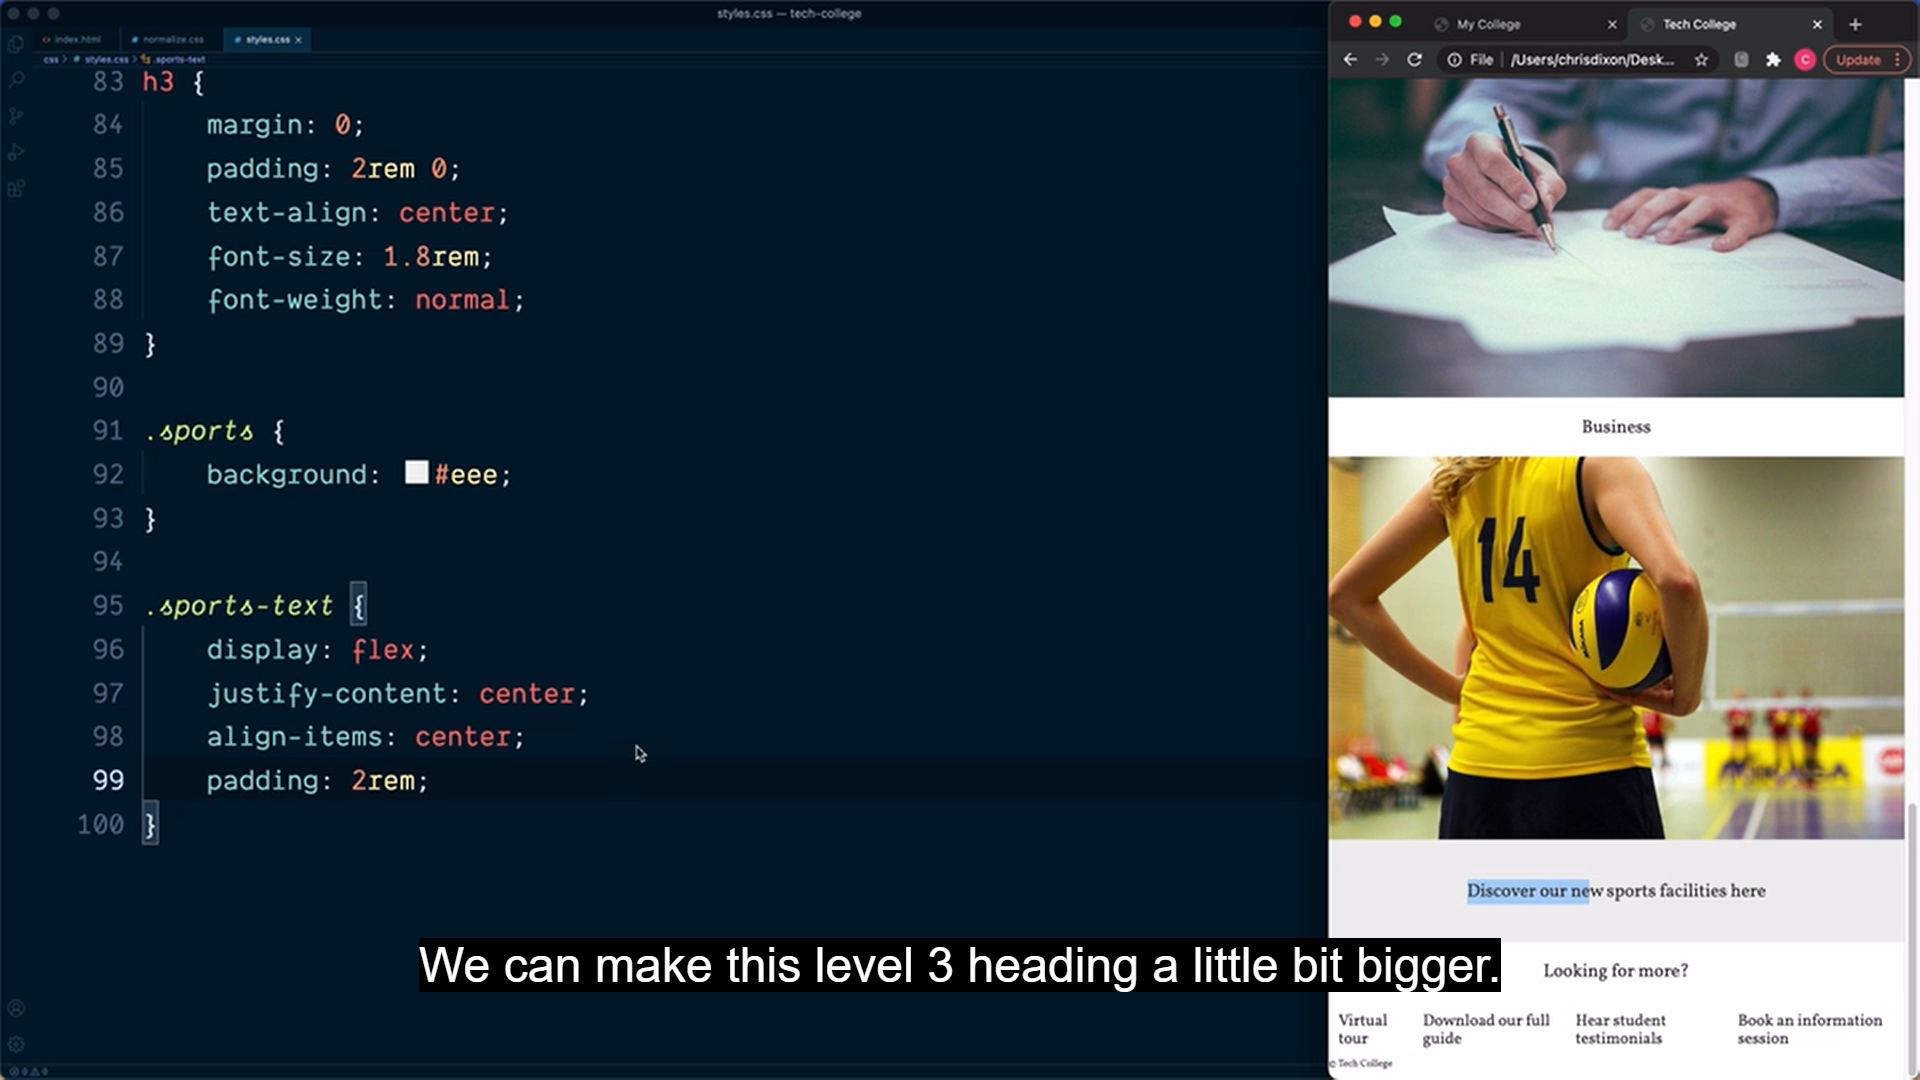 styles.css — tech-college
index.html
normalize.css
styles.css ×
css > # styles.css > .sports-text
83 h3 {
84 margin: 0;
85 padding: 2rem 0;
86 text-align: center;
87 font-size: 1.8rem;
88 font-weight: normal;
89 }
90
91 .sports {
92 background: #eee;
93 }
94
95 .sports-text {
96 display: flex;
97 justify-content: center;
98 align-items: center;
99 padding: 2rem;
100 }
My College
Tech College
File | /Users/chrisdixon/Desk...
C
Update
Business
14
MIKASA
Discover our new sports facilities here
We can make this level 3 heading a little bit bigger.
Looking for more?
Virtual tour
Download our full guide
Hear student testimonials
Book an information session
© Tech College